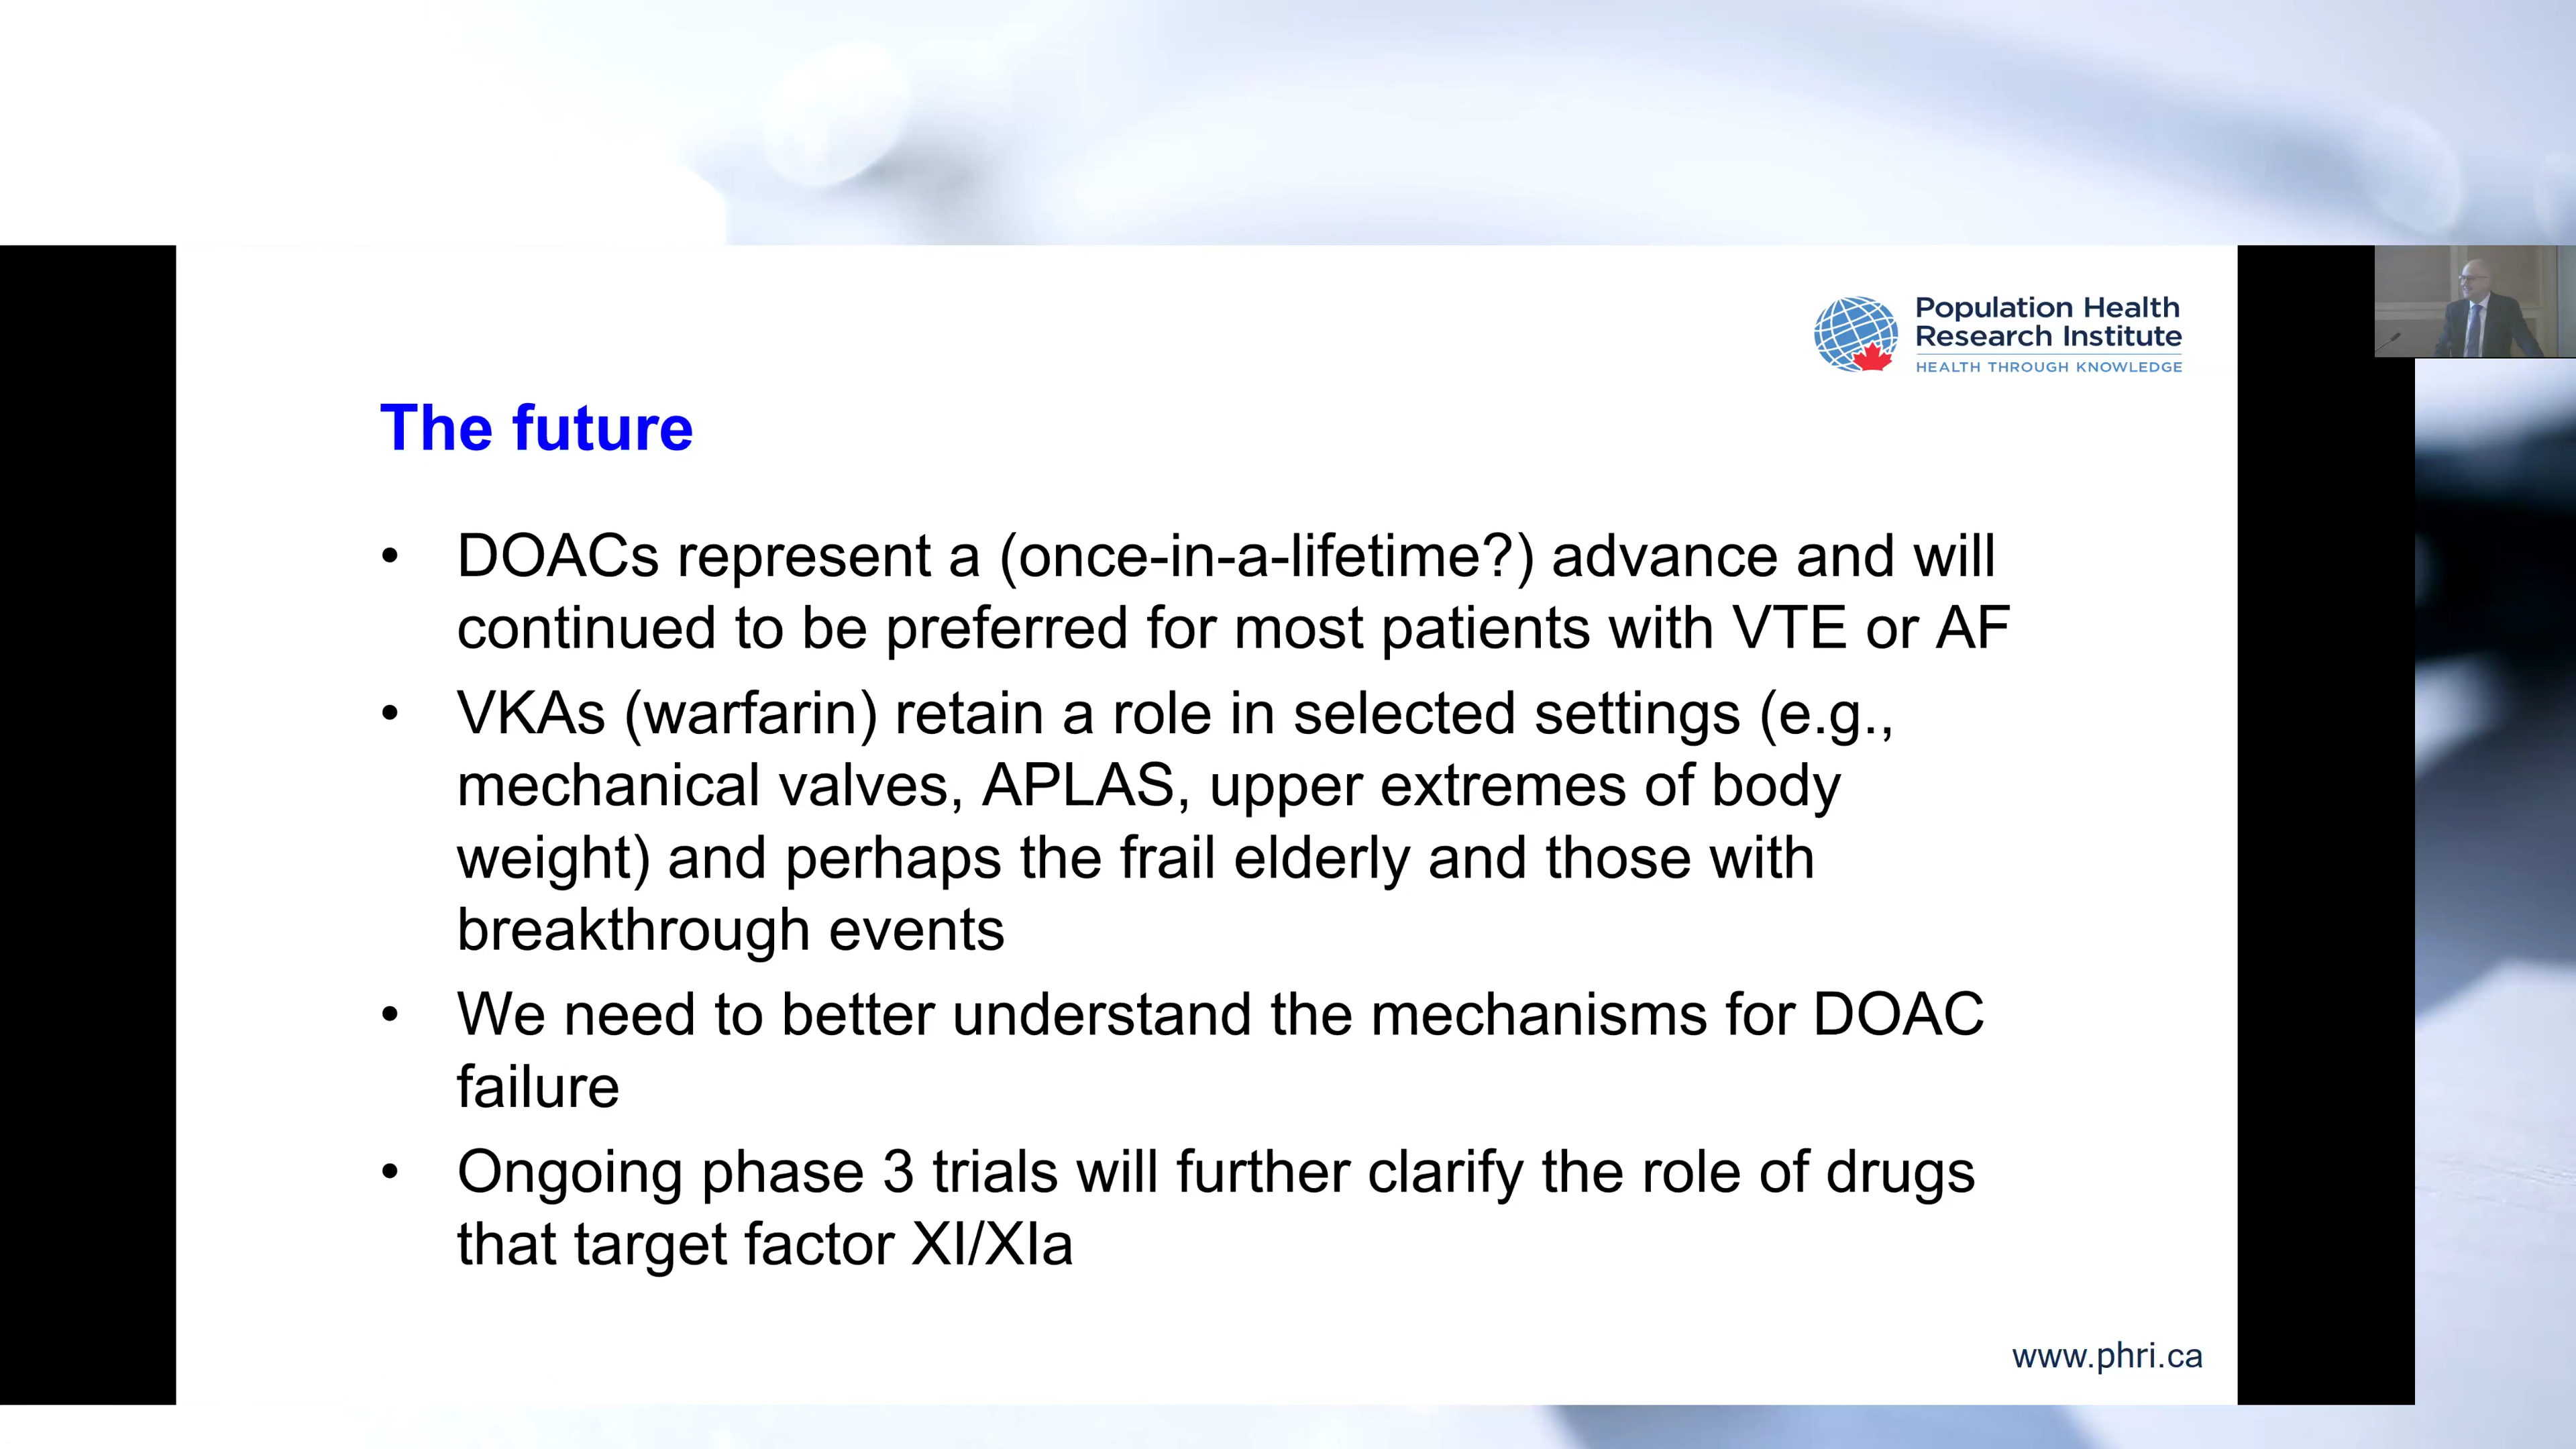 Population Health
Research Institute
HEALTH THROUGH KNOWLEDGE
The future
• DOACs represent a (once-in-a-lifetime?) advance and will
continued to be preferred for most patients with VTE or AF
• VKAs (warfarin) retain a role in selected settings (e.g.,
mechanical valves, APLAS, upper extremes of body
weight) and perhaps the frail elderly and those with
breakthrough events
• We need to better understand the mechanisms for DOAC
failure
• Ongoing phase 3 trials will further clarify the role of drugs
that target factor XI/XIa
www.phri.ca